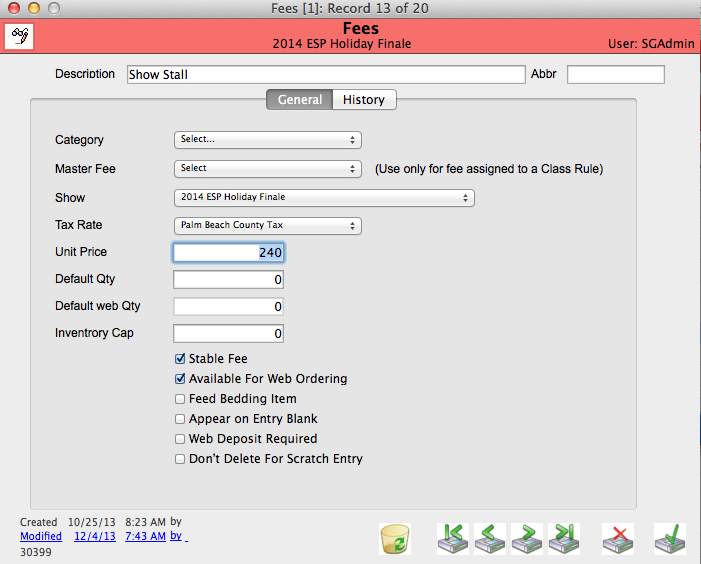 Fees [1]: Record 13 of 20
Fees
2014 ESP Holiday Finale
User: SGAdmin
Description Show Stall Abbr
General History
Category Select...
Master Fee Select (Use only for fee assigned to a Class Rule)
Show 2014 ESP Holiday Finale
Tax Rate Palm Beach County Tax
Unit Price 240
Default Qty 0
Default web Qty 0
Inventrory Cap 0
Stable Fee
Available For Web Ordering
Feed Bedding Item
Appear on Entry Blank
Web Deposit Required
Don't Delete For Scratch Entry
Created 10/25/13 8:23 AM by
Modified 12/4/13 7:43 AM by
30399